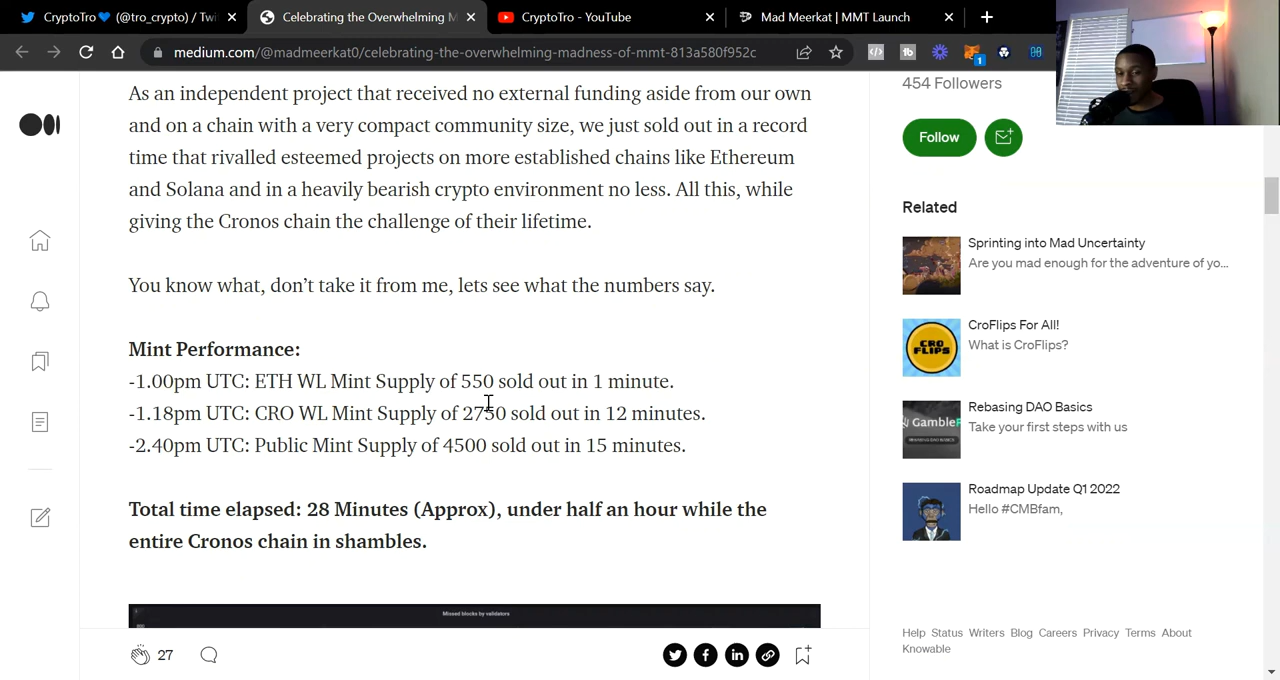 CryptoTro 💙 (@tro_crypto) / Twi
Celebrating the Overwhelming M
CryptoTro - YouTube
Mad Meerkat | MMT Launch
medium.com/@madmeerkat0/celebrating-the-overwhelming-madness-of-mmt-813a580f952c
As an independent project that received no external funding aside from our own
and on a chain with a very compact community size, we just sold out in a record
time that rivalled esteemed projects on more established chains like Ethereum
and Solana and in a heavily bearish crypto environment no less. All this, while
giving the Cronos chain the challenge of their lifetime.
You know what, don’t take it from me, lets see what the numbers say.
Mint Performance:
-1.00pm UTC: ETH WL Mint Supply of 550 sold out in 1 minute.
-1.18pm UTC: CRO WL Mint Supply of 2750 sold out in 12 minutes.
-2.40pm UTC: Public Mint Supply of 4500 sold out in 15 minutes.
Total time elapsed: 28 Minutes (Approx), under half an hour while the
entire Cronos chain in shambles.
Missed blocks by validators
27
454 Followers
Follow
Related
Sprinting into Mad Uncertainty
Are you mad enough for the adventure of yo...
CRO
FLIPS
CroFlips For All!
What is CroFlips?
GambleF
Rebasing DAO Basics
Take your first steps with us
Roadmap Update Q1 2022
Hello #CMBfam,
Help Status Writers Blog Careers Privacy Terms About
Knowable